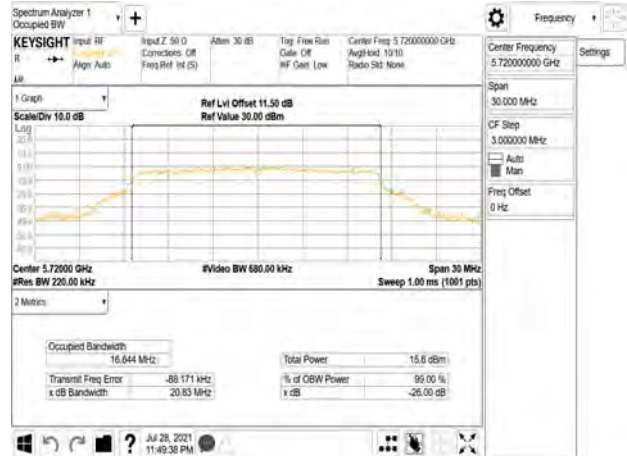 Spectrum Analyzer 1
Occupied BW
Frequency
KEYSIGHT Input: RF
R
Align: Auto
Input Z: 50 Ω
Corrections: Off
Freq Ref: Int (S)
Atten: 30 dB
Trig: Free Run
Gate: Off
#IF Gain: Low
Center Freq: 5.720000000 GHz
Avg|Hold: 10/10
Radio Std: None
Center Frequency
5.720000000 GHz
Settings
Span
30.000 MHz
CF Step
3.000000 MHz
Auto
Man
Freq Offset
0 Hz
1 Graph
Scale/Div 10.0 dB
Ref Lvl Offset 11.50 dB
Ref Value 30.00 dBm
Log
Center 5.72000 GHz
#Res BW 220.00 kHz
#Video BW 680.00 kHz
Span 30 MHz
Sweep 1.00 ms (1001 pts)
2 Metrics
Occupied Bandwidth
16.644 MHz
Total Power 15.6 dBm
Transmit Freq Error -88.171 kHz
% of OBW Power 99.00 %
x dB Bandwidth 20.83 MHz
x dB -26.00 dB
Jul 28, 2021
11:49:38 PM